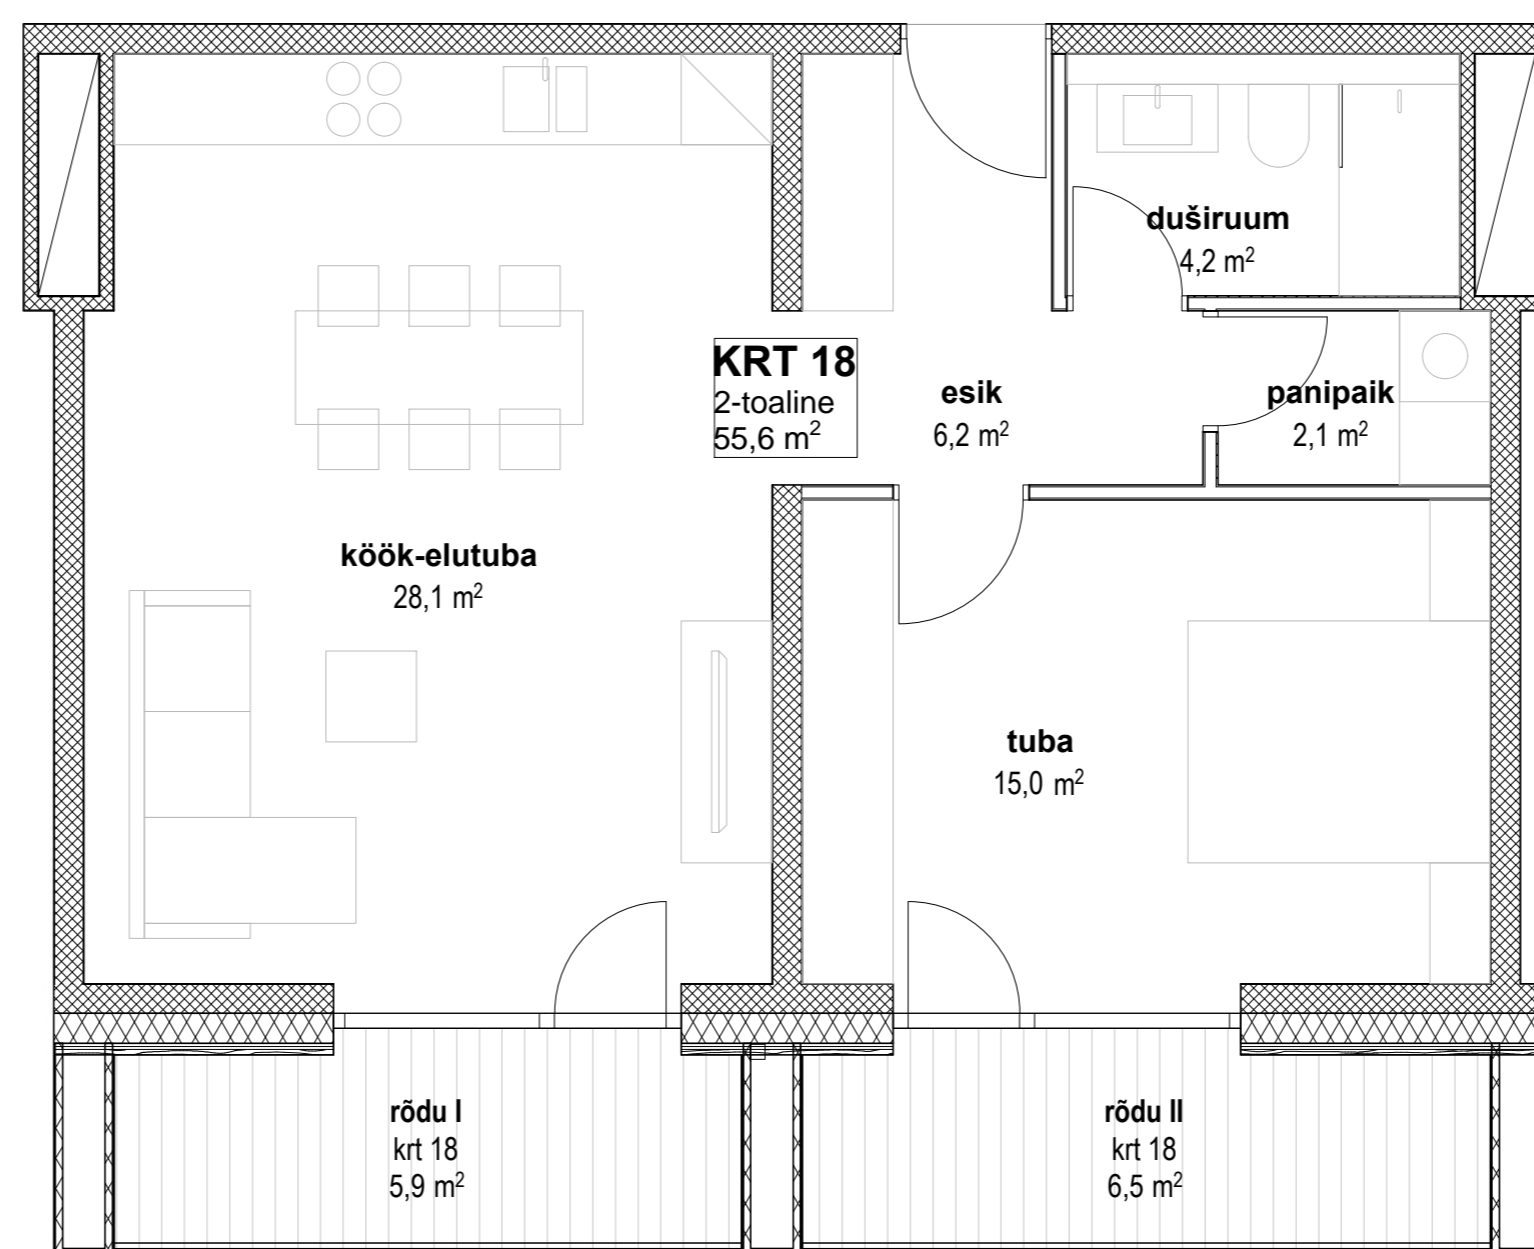 duširuum
4,2 m²
KRT 18
2-toaline
55,6 m²
esik
6,2 m²
panipaik
2,1 m²
köök-elutuba
28,1 m²
tuba
15,0 m²
rõdu I
krt 18
5,9 m²
rõdu II
krt 18
6,5 m²